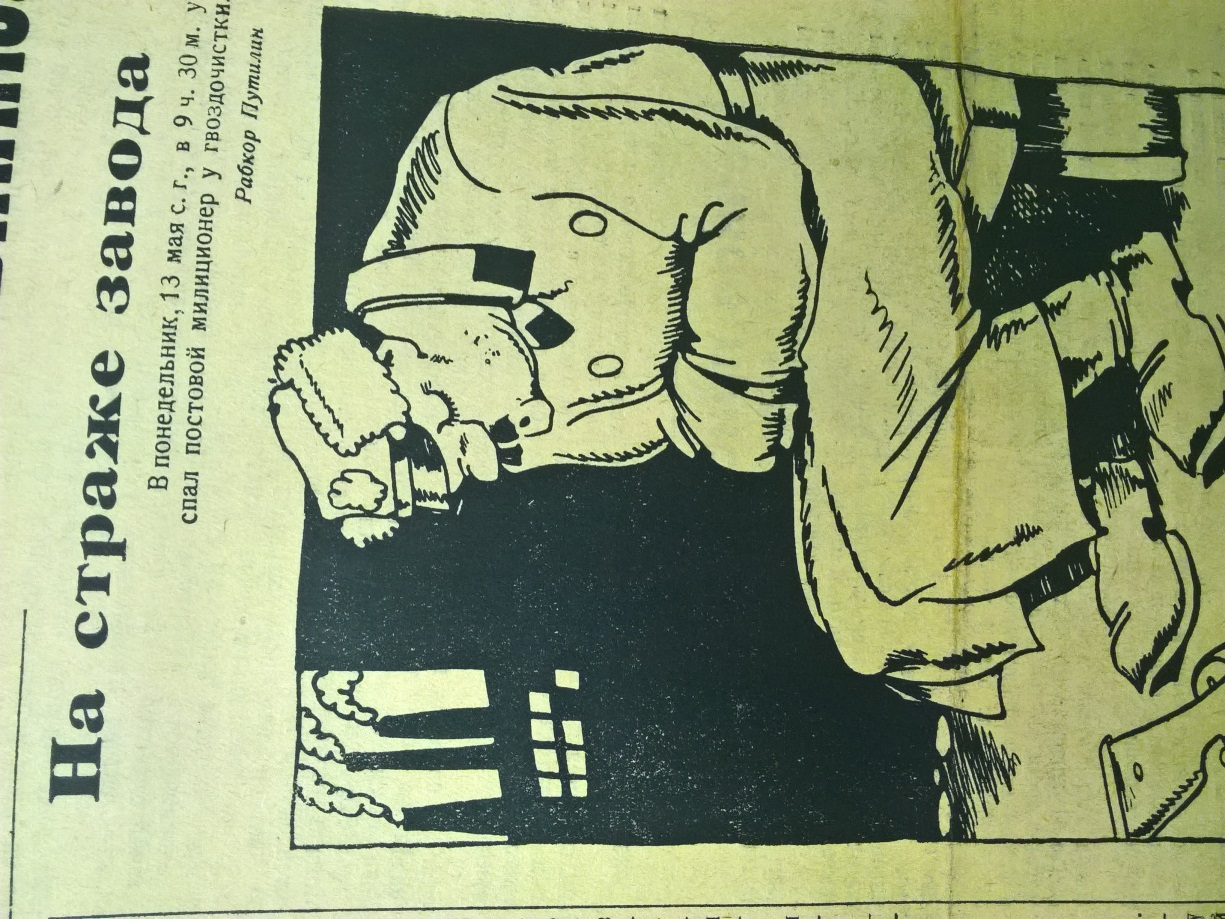 На страже завода
В понедельник, 13 мая с. г., в 9 ч. 30 м. у
спал постовой милиционер у гвоздочистки.
Рабкор Путилин